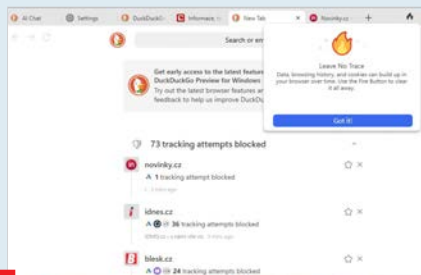 AI Chat
Settings
DuckDuckG
Informace
New Tab
Novinky.cz
Search or en
Leave No Trace
Data, browsing history, and cookies can build up in
your browser over time. Use the Fire Button to clear
it all away.
Got it!
Get early access to the latest feature
DuckDuckGo Preview for Windows
Try out the latest browser features an
feedback to help us improve DuckDu
73 tracking attempts blocked
novinky.cz
1 tracking attempt blocked
idnes.cz
36 tracking attempts blocked
blesk.cz
24 tracking attempts blocked